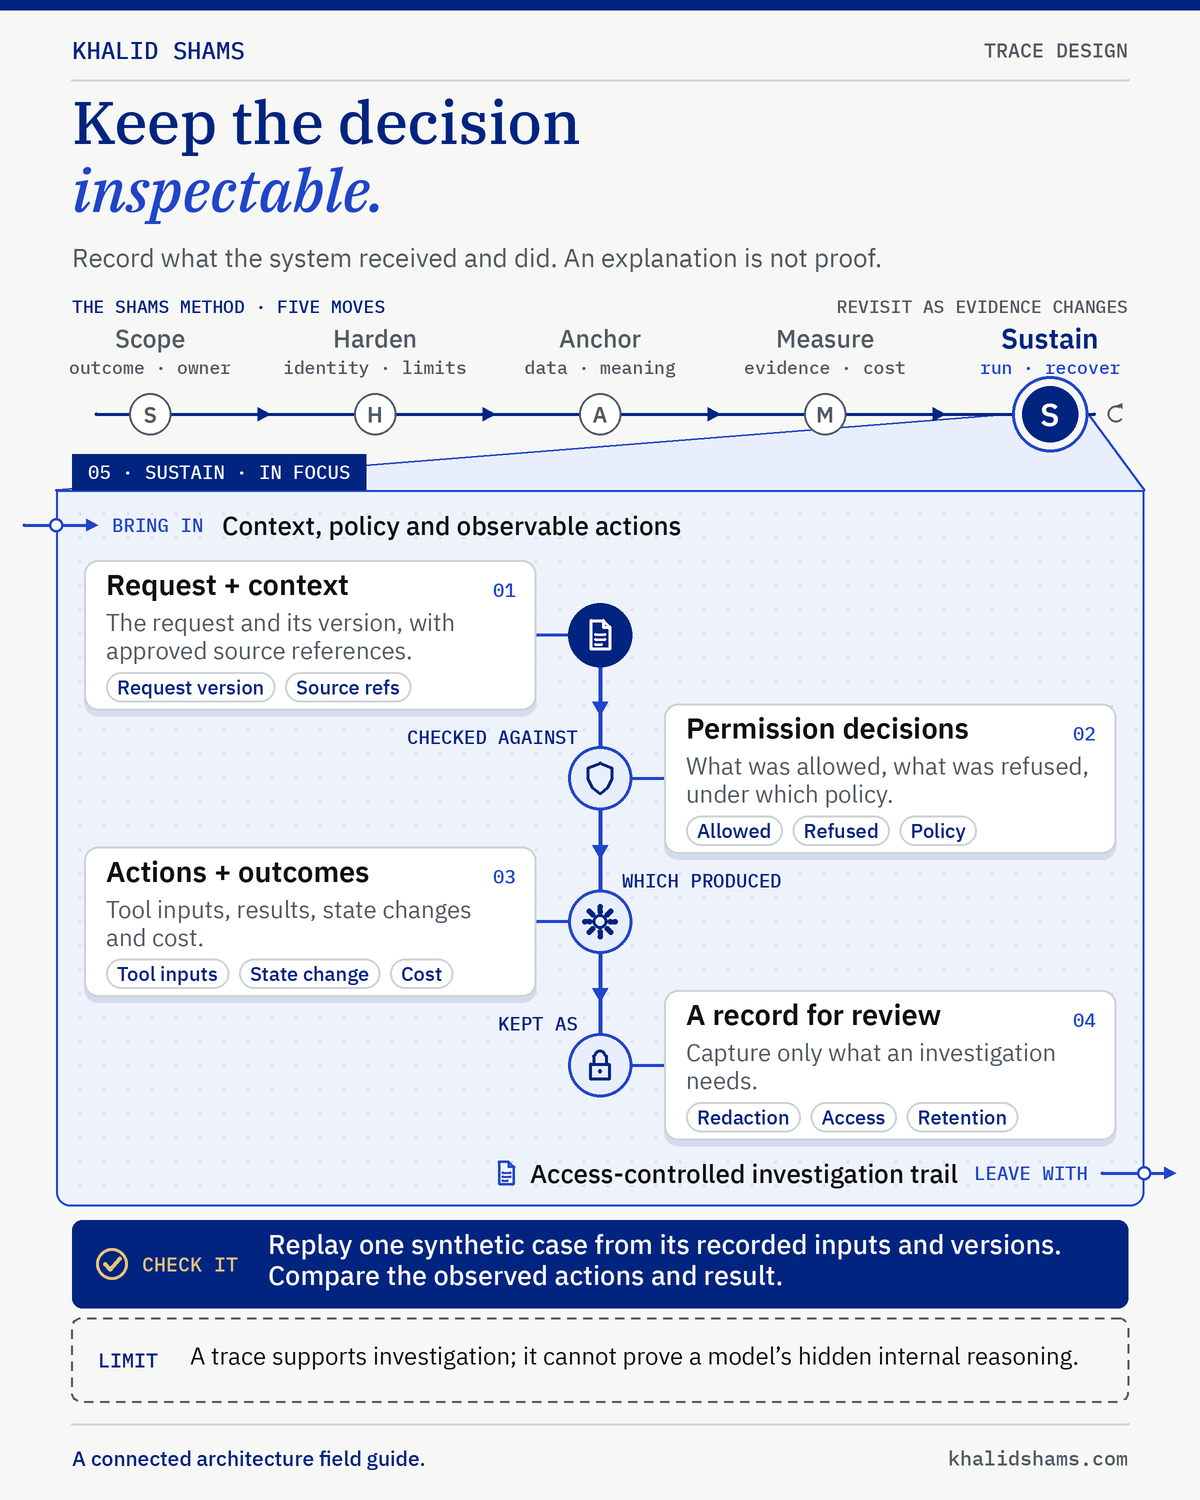 KHALID SHAMS
TRACE DESIGN
Keep the decision
inspectable.
Record what the system received and did. An explanation is not proof.
THE SHAMS METHOD · FIVE MOVES
REVISIT AS EVIDENCE CHANGES
Scope
outcome · owner
Harden
identity · limits
Anchor
data · meaning
Measure
evidence · cost
Sustain
run · recover
S
H
A
M
S
05 · SUSTAIN · IN FOCUS
BRING IN
Context, policy and observable actions
Request + context
01
The request and its version, with
approved source references.
Request version
Source refs
CHECKED AGAINST
Permission decisions
02
What was allowed, what was refused,
under which policy.
Allowed
Refused
Policy
Actions + outcomes
03
WHICH PRODUCED
Tool inputs, results, state changes
and cost.
Tool inputs
State change
Cost
KEPT AS
A record for review
04
Capture only what an investigation
needs.
Redaction
Access
Retention
Access-controlled investigation trail
LEAVE WITH
CHECK IT
Replay one synthetic case from its recorded inputs and versions.
Compare the observed actions and result.
LIMIT
A trace supports investigation; it cannot prove a model’s hidden internal reasoning.
A connected architecture field guide.
khalidshams.com